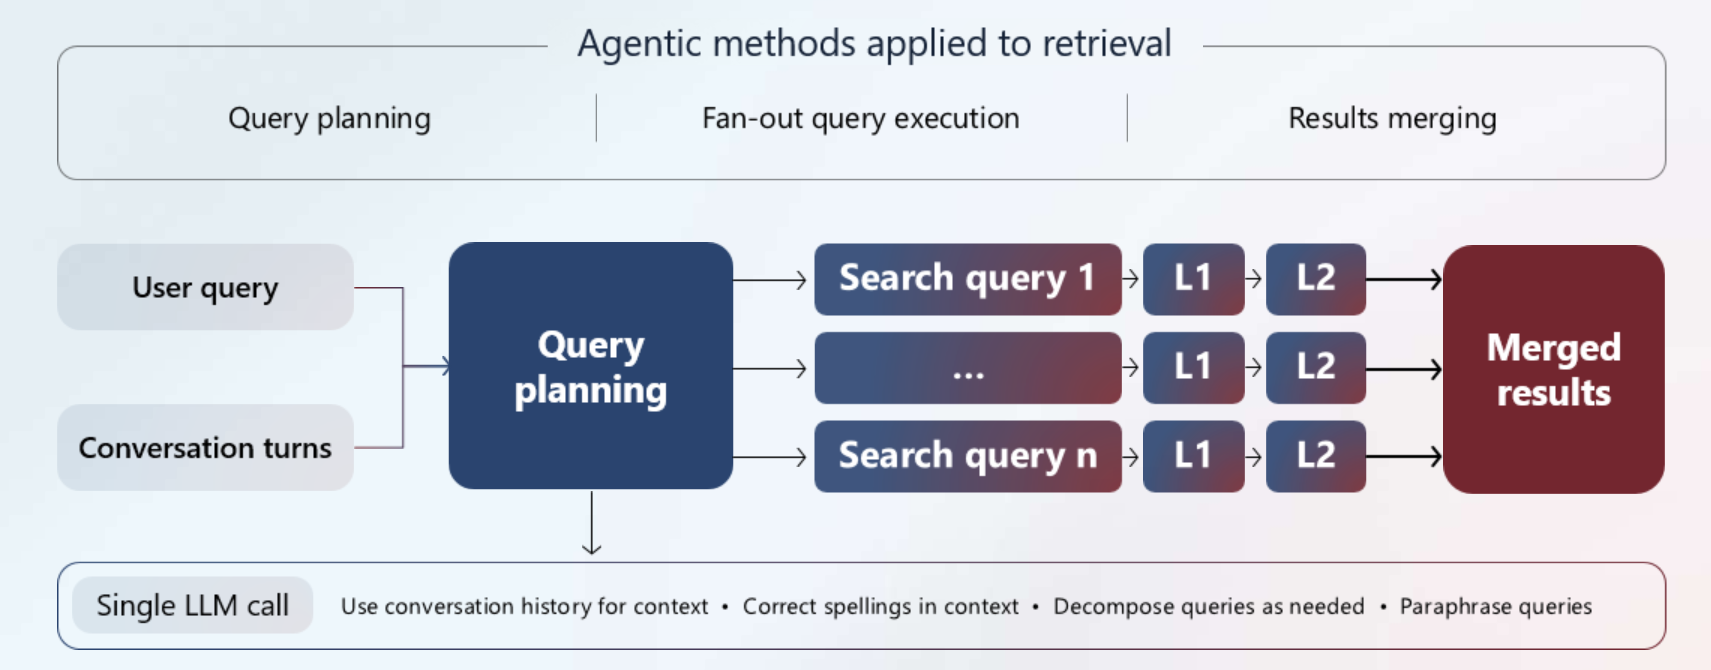 Agentic methods applied to retrieval
Query planning
Fan-out query execution
Results merging
User query
Conversation turns
Query
planning
Search query 1
L1
L2
...
L1
L2
Search query n
L1
L2
Merged
results
Single LLM call
Use conversation history for context • Correct spellings in context • Decompose queries as needed • Paraphrase queries